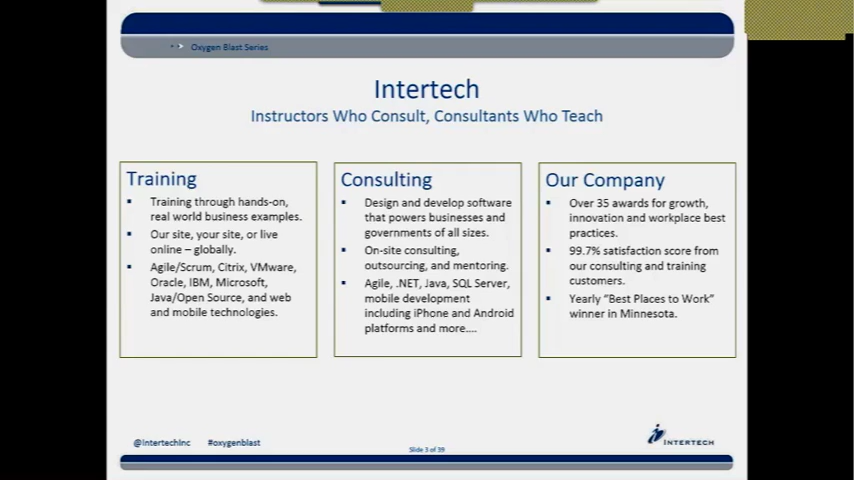 Oxygen Blast Series
Intertech
Instructors Who Consult, Consultants Who Teach
Training
Training through hands-on,
real world business examples.
Our site, your site, or live
online – globally.
Agile/Scrum, Citrix, VMware,
Oracle, IBM, Microsoft,
Java/Open Source, and web
and mobile technologies.
Consulting
Design and develop software
that powers businesses and
governments of all sizes.
On-site consulting,
outsourcing, and mentoring.
Agile, .NET, Java, SQL Server,
mobile development
including iPhone and Android
platforms and more....
Our Company
Over 35 awards for growth,
innovation and workplace best
practices.
99.7% satisfaction score from
our consulting and training
customers.
Yearly “Best Places to Work”
winner in Minnesota.
@IntertechInc #oxygenblast
Slide 3 of 39
INTERTECH